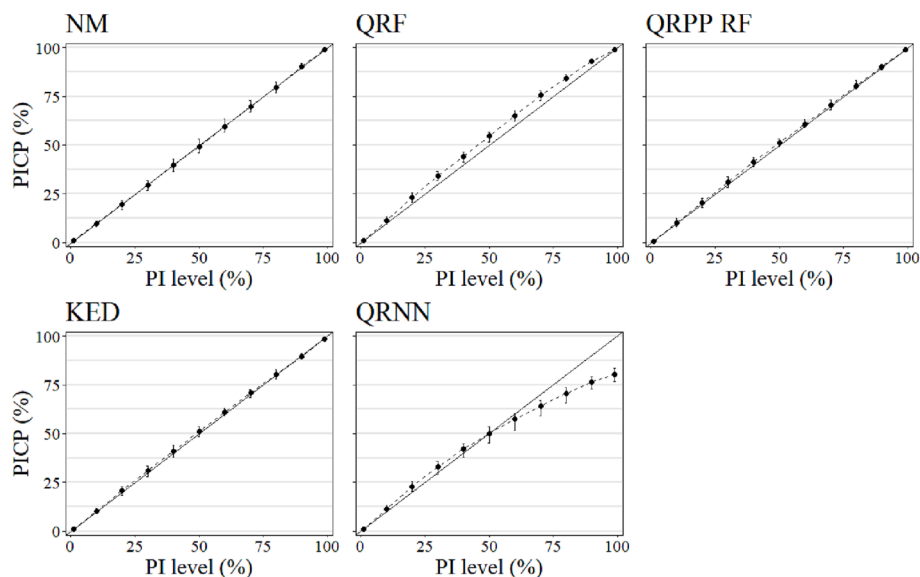 NM QRF QRPP RF
PICP (%)
100
75
50
25
0
0 25 50 75 100
0 25 50 75 100
0 25 50 75 100
PI level (%) PI level (%) PI level (%)
KED QRNN
PICP (%)
100
75
50
25
0
0 25 50 75 100
0 25 50 75 100
PI level (%) PI level (%)